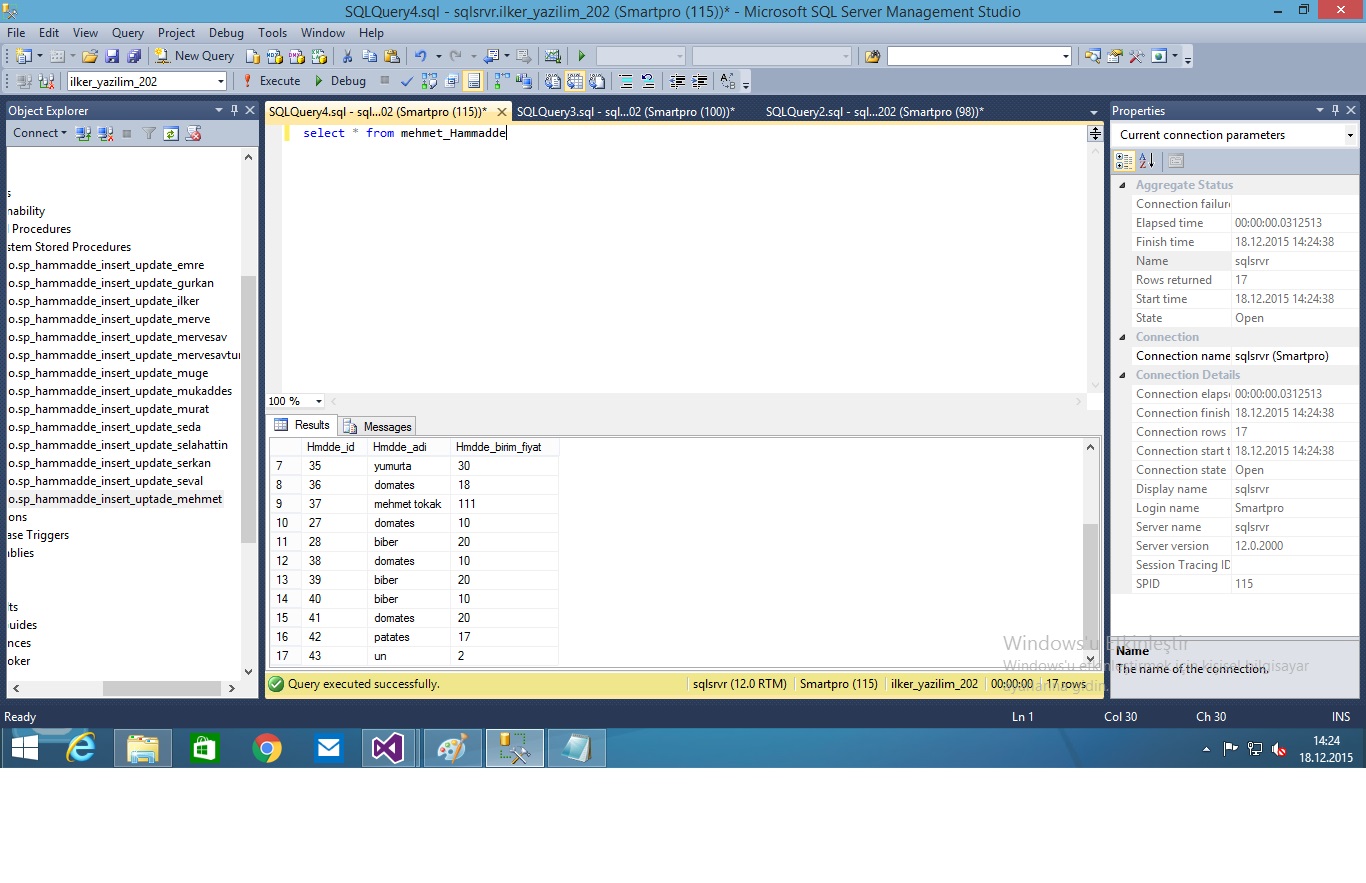 SQLQuery4.sql - sqlsrvr.ilker_yazilim_202 (Smartpro (115))* - Microsoft SQL Server Management Studio
File Edit View Query Project Debug Tools Window Help
New Query
ilker_yazilim_202 Execute Debug
Object Explorer
Connect
s
nability
l Procedures
stem Stored Procedures
o.sp_hammadde_insert_update_emre
o.sp_hammadde_insert_update_gurkan
o.sp_hammadde_insert_update_ilker
o.sp_hammadde_insert_update_merve
o.sp_hammadde_insert_update_mervesav
o.sp_hammadde_insert_update_mervesavtu
o.sp_hammadde_insert_update_muge
o.sp_hammadde_insert_update_mukaddes
o.sp_hammadde_insert_update_murat
o.sp_hammadde_insert_update_seda
o.sp_hammadde_insert_update_selahattin
o.sp_hammadde_insert_update_serkan
o.sp_hammadde_insert_update_seval
o.sp_hammadde_insert_uptade_mehmet
ons
ase Triggers
blies
ts
uides
nces
oker
SQLQuery4.sql - sql...02 (Smartpro (115))* SQLQuery3.sql - sql...02 (Smartpro (100))* SQLQuery2.sql - sql...202 (Smartpro (98))*
select * from mehmet_Hammadde
100 %
Results Messages
Hmdde_id Hmdde_adi Hmdde_birim_fiyat
7 35 yumurta 30
8 36 domates 18
9 37 mehmet tokak 111
10 27 domates 10
11 28 biber 20
12 38 domates 10
13 39 biber 20
14 40 biber 10
15 41 domates 20
16 42 patates 17
17 43 un 2
Query executed successfully. sqlsrvr (12.0 RTM) Smartpro (115) ilker_yazilim_202 00:00:00 17 rows
Properties
Current connection parameters
Aggregate Status
Connection failur
Elapsed time 00:00:00.0312513
Finish time 18.12.2015 14:24:38
Name sqlsrvr
Rows returned 17
Start time 18.12.2015 14:24:38
State Open
Connection
Connection name sqlsrvr (Smartpro)
Connection Details
Connection elaps 00:00:00.0312513
Connection finish 18.12.2015 14:24:38
Connection rows 17
Connection start t 18.12.2015 14:24:38
Connection state Open
Display name sqlsrvr
Login name Smartpro
Server name sqlsrvr
Server version 12.0.2000
Session Tracing ID
SPID 115
Name
The name of the connection.
Windows'u Etkinleştir
Windows'u etkinleştirmek için kişisel bilgisayar
ayarlarına gidin.
Ready Ln 1 Col 30 Ch 30 INS
14:24
18.12.2015